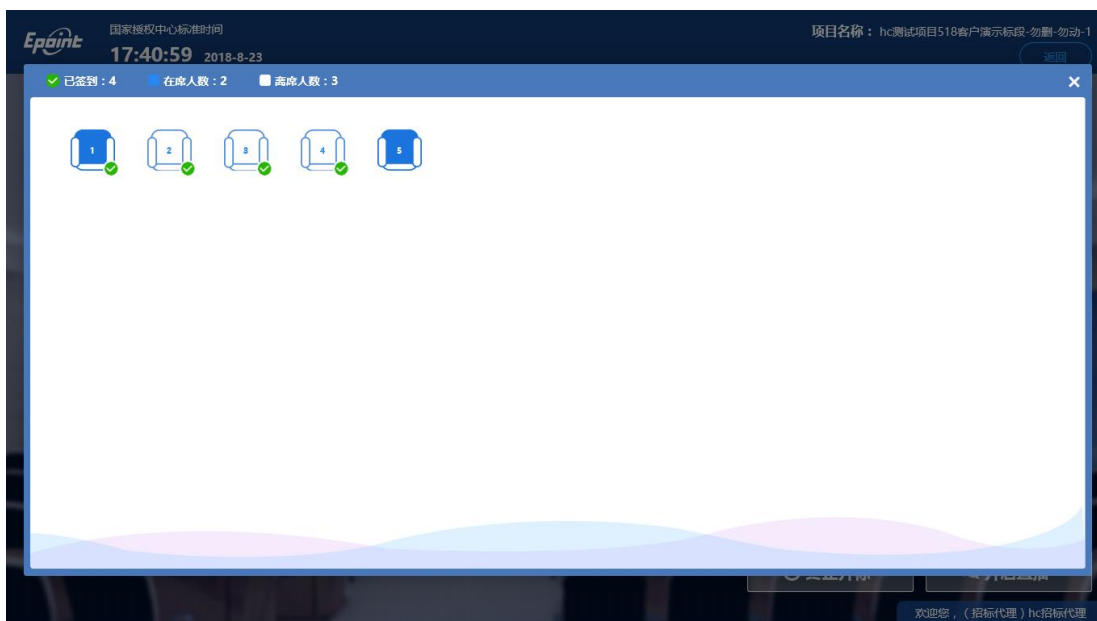 Epoint
国家授权中心标准时间
17:40:59 2018-8-23
项目名称：hc测试项目518客户演示标段-勿删-勿动-1
返回
已签到：4 在席人数：2 离席人数：3
1 2 3 4 5
欢迎您，（招标代理）hc招标代理